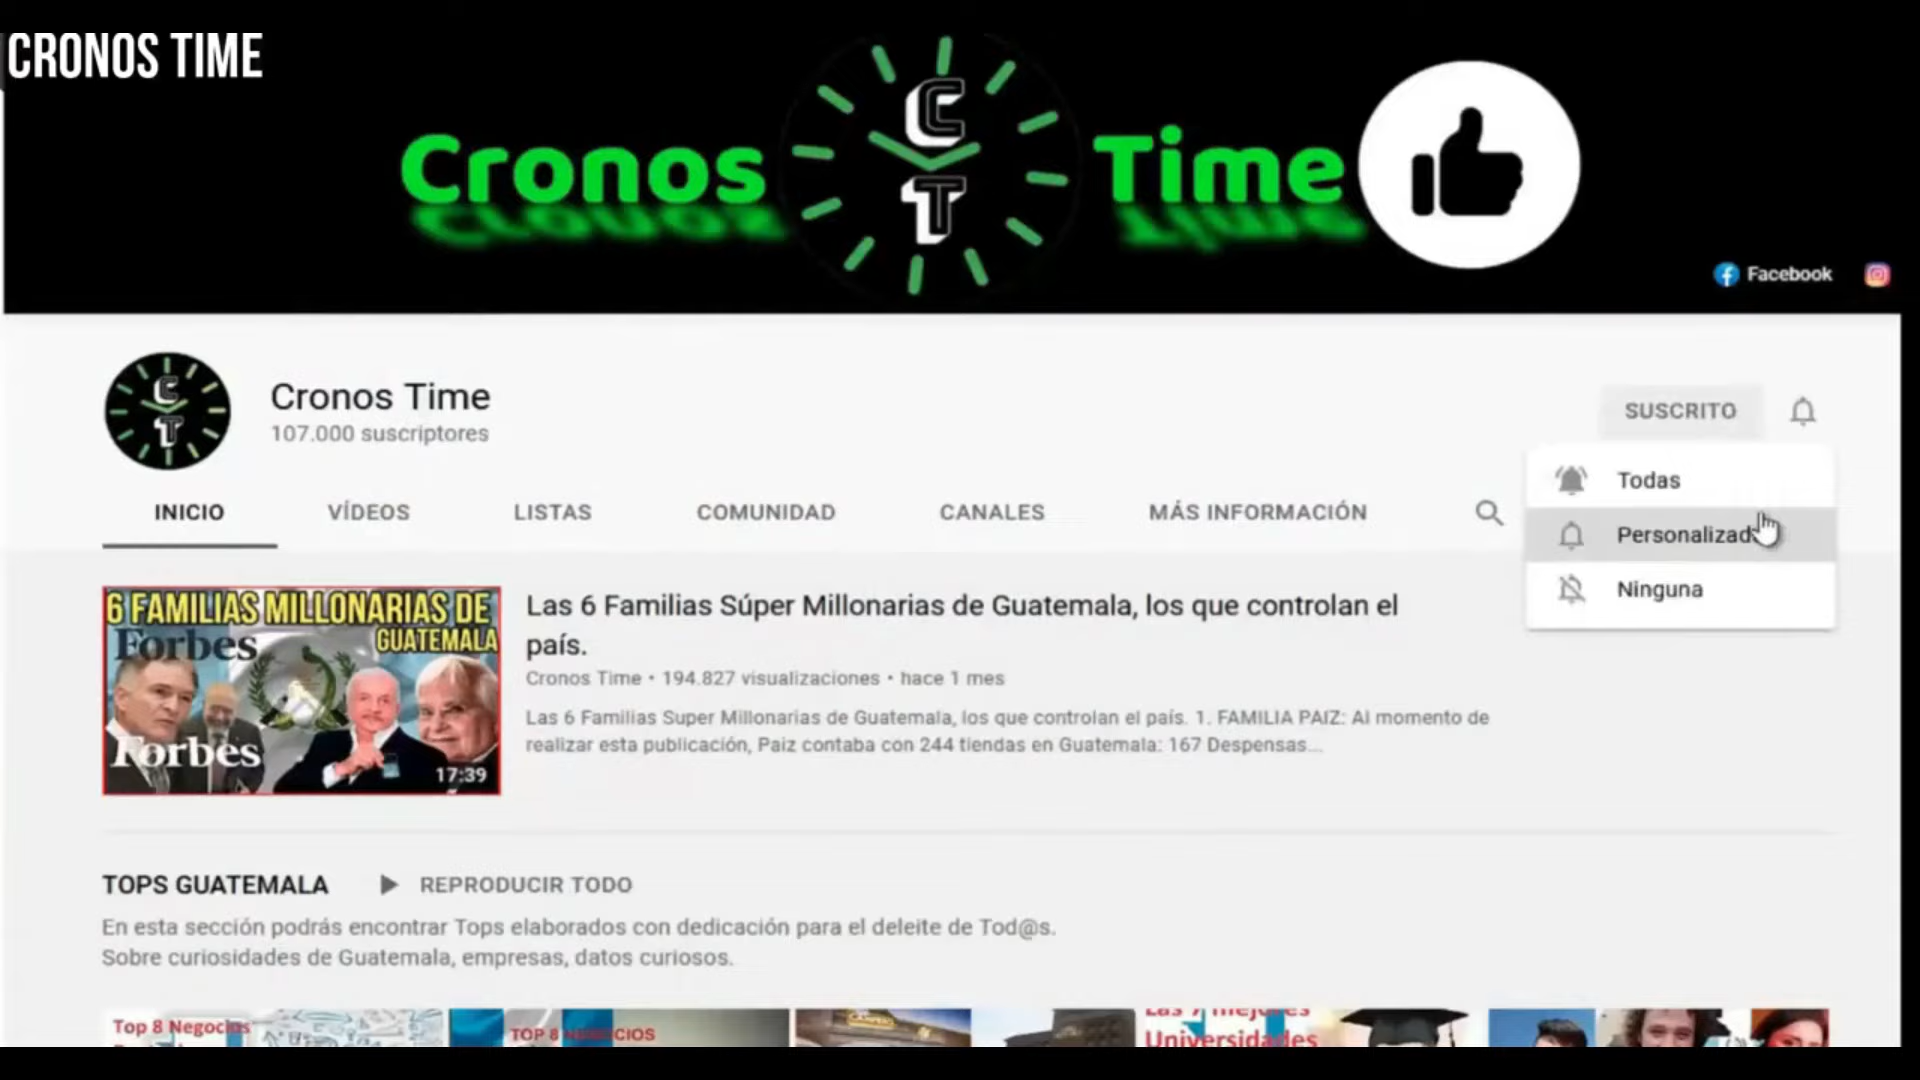 CRONOS TIME
Cronos
C
T
Time
Facebook
C
T
Cronos Time
107.000 suscriptores
SUSCRITO
Todas
Personalizad
Ninguna
INICIO
VÍDEOS
LISTAS
COMUNIDAD
CANALES
MÁS INFORMACIÓN
6 FAMILIAS MILLONARIAS DE
GUATEMALA
Forbes
Forbes
17:39
Las 6 Familias Súper Millonarias de Guatemala, los que controlan el
país.
Cronos Time • 194.827 visualizaciones • hace 1 mes
Las 6 Familias Super Millonarias de Guatemala, los que controlan el país. 1. FAMILIA PAIZ: Al momento de
realizar esta publicación, Paiz contaba con 244 tiendas en Guatemala: 167 Despensas...
TOPS GUATEMALA
REPRODUCIR TODO
En esta sección podrás encontrar Tops elaborados con dedicación para el deleite de Tod@s.
Sobre curiosidades de Guatemala, empresas, datos curiosos.
Top 8 Negocios
TOP 8 NEGOCIOS
Las 7 mejores
Universidades